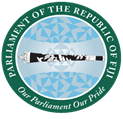 PARLIAMENT OF THE REPUBLIC OF FIJI
Our Parliament Our Pride